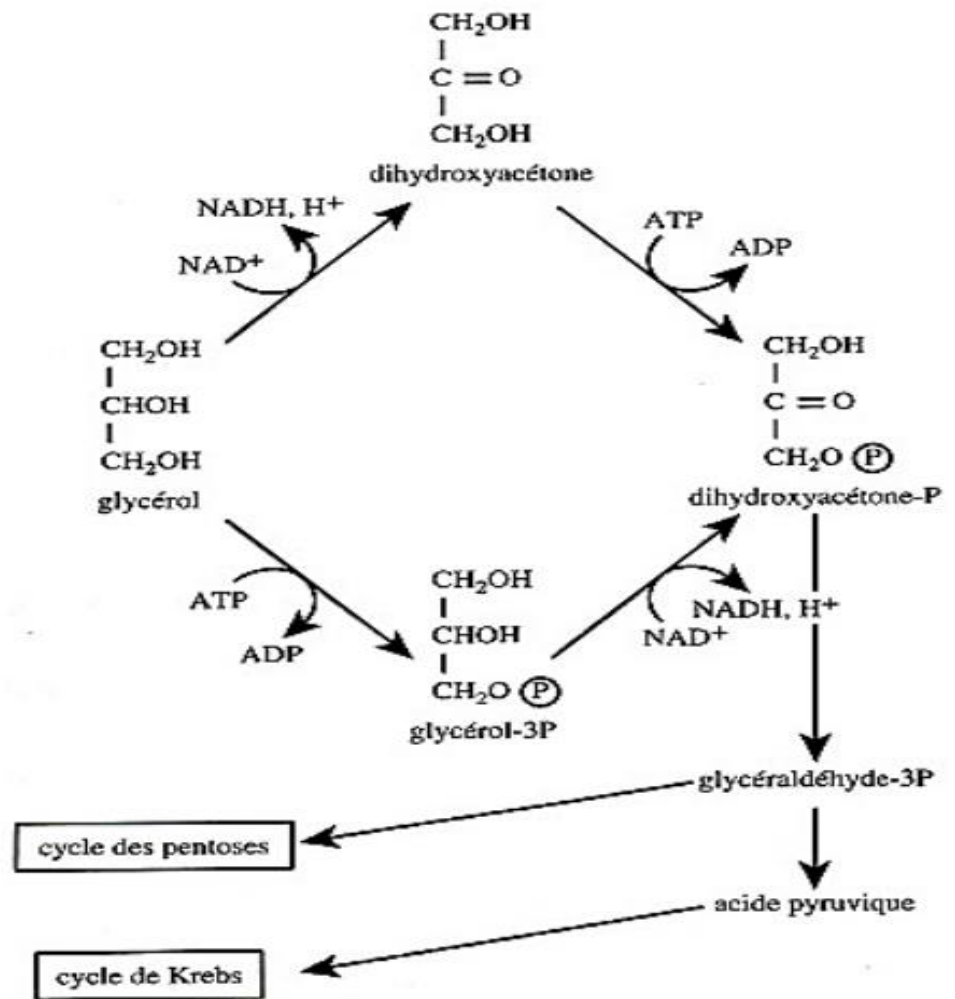 CH₂OH
C = O
CH₂OH
dihydroxyacétone
NADH, H⁺
NAD⁺
ATP
ADP
CH₂OH
CHOH
CH₂OH
glycérol
CH₂OH
C = O
CH₂O P
dihydroxyacétone-P
ATP
ADP
CH₂OH
CHOH
CH₂O P
glycérol-3P
NADH, H⁺
NAD⁺
glycéraldéhyde-3P
cycle des pentoses
acide pyruvique
cycle de Krebs